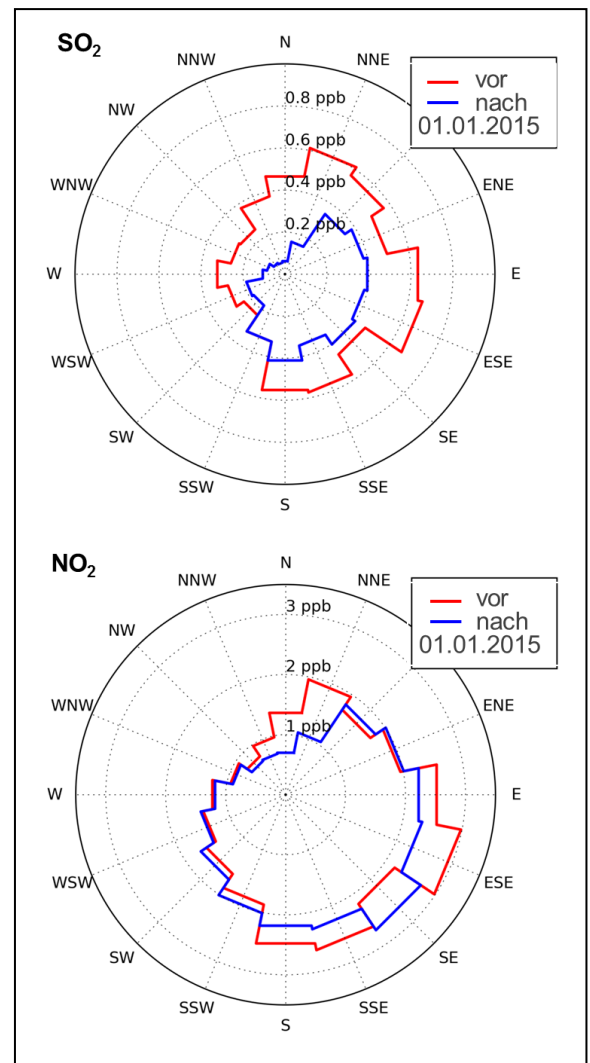 SO2
N
NNW
NNE
vor
nach
01.01.2015
NW
0.8 ppb
0.6 ppb
0.4 ppb
0.2 ppb
WNW
ENE
W
E
WSW
ESE
SW
SE
SSW
SSE
S
NO2
N
NNW
NNE
vor
nach
01.01.2015
NW
3 ppb
2 ppb
1 ppb
WNW
ENE
W
E
WSW
ESE
SW
SE
SSW
SSE
S